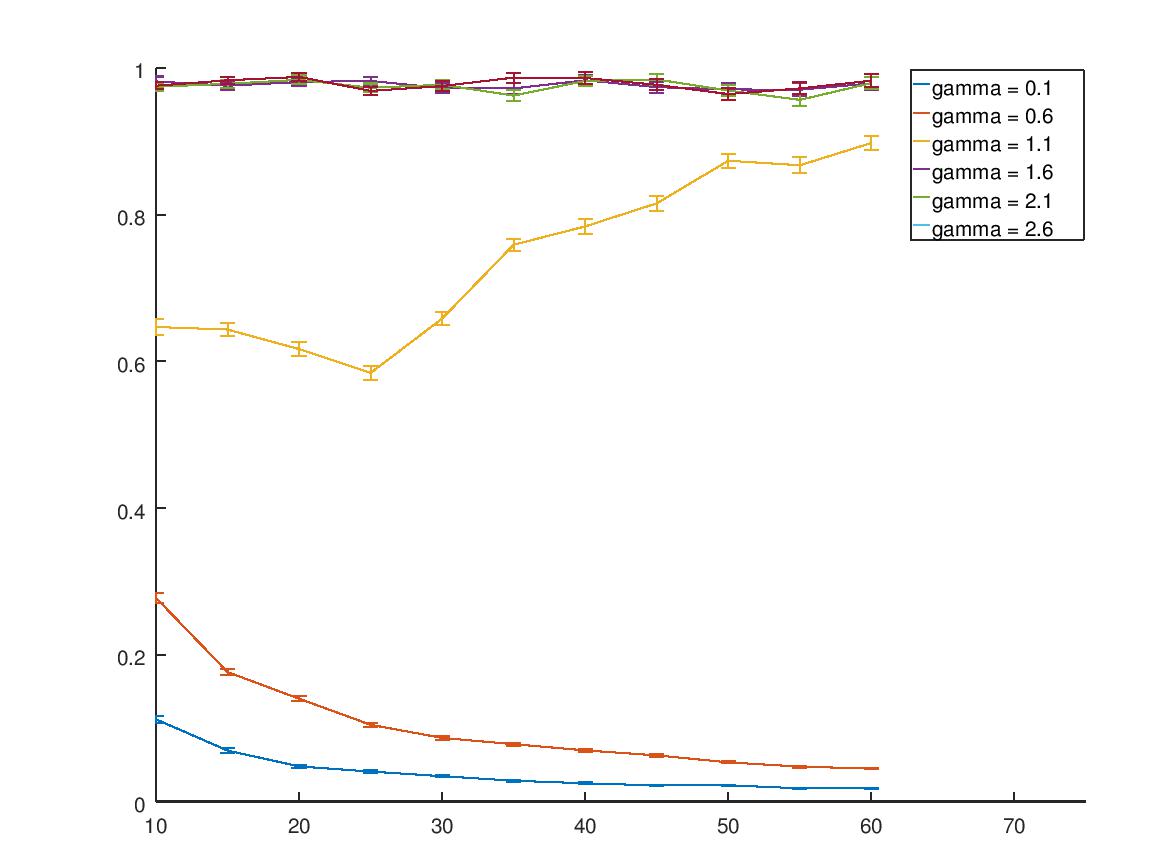 1
0.8
0.6
0.4
0.2
0
10 20 30 40 50 60 70
gamma = 0.1
gamma = 0.6
gamma = 1.1
gamma = 1.6
gamma = 2.1
gamma = 2.6